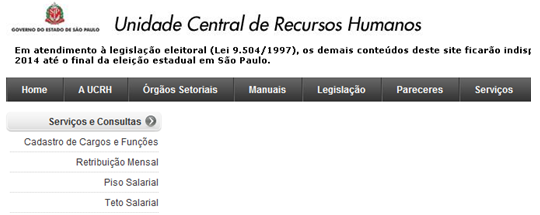 GOVERNO DO ESTADO DE SÃO PAULO
Unidade Central de Recursos Humanos
Em atendimento à legislação eleitoral (Lei 9.504/1997), os demais conteúdos deste site ficarão
2014 até o final da eleição estadual em São Paulo.
Home A UCRH Órgãos Setoriais Manuais Legislação Pareceres Serviços
Serviços e Consultas
Cadastro de Cargos e Funções
Retribuição Mensal
Piso Salarial
Teto Salarial